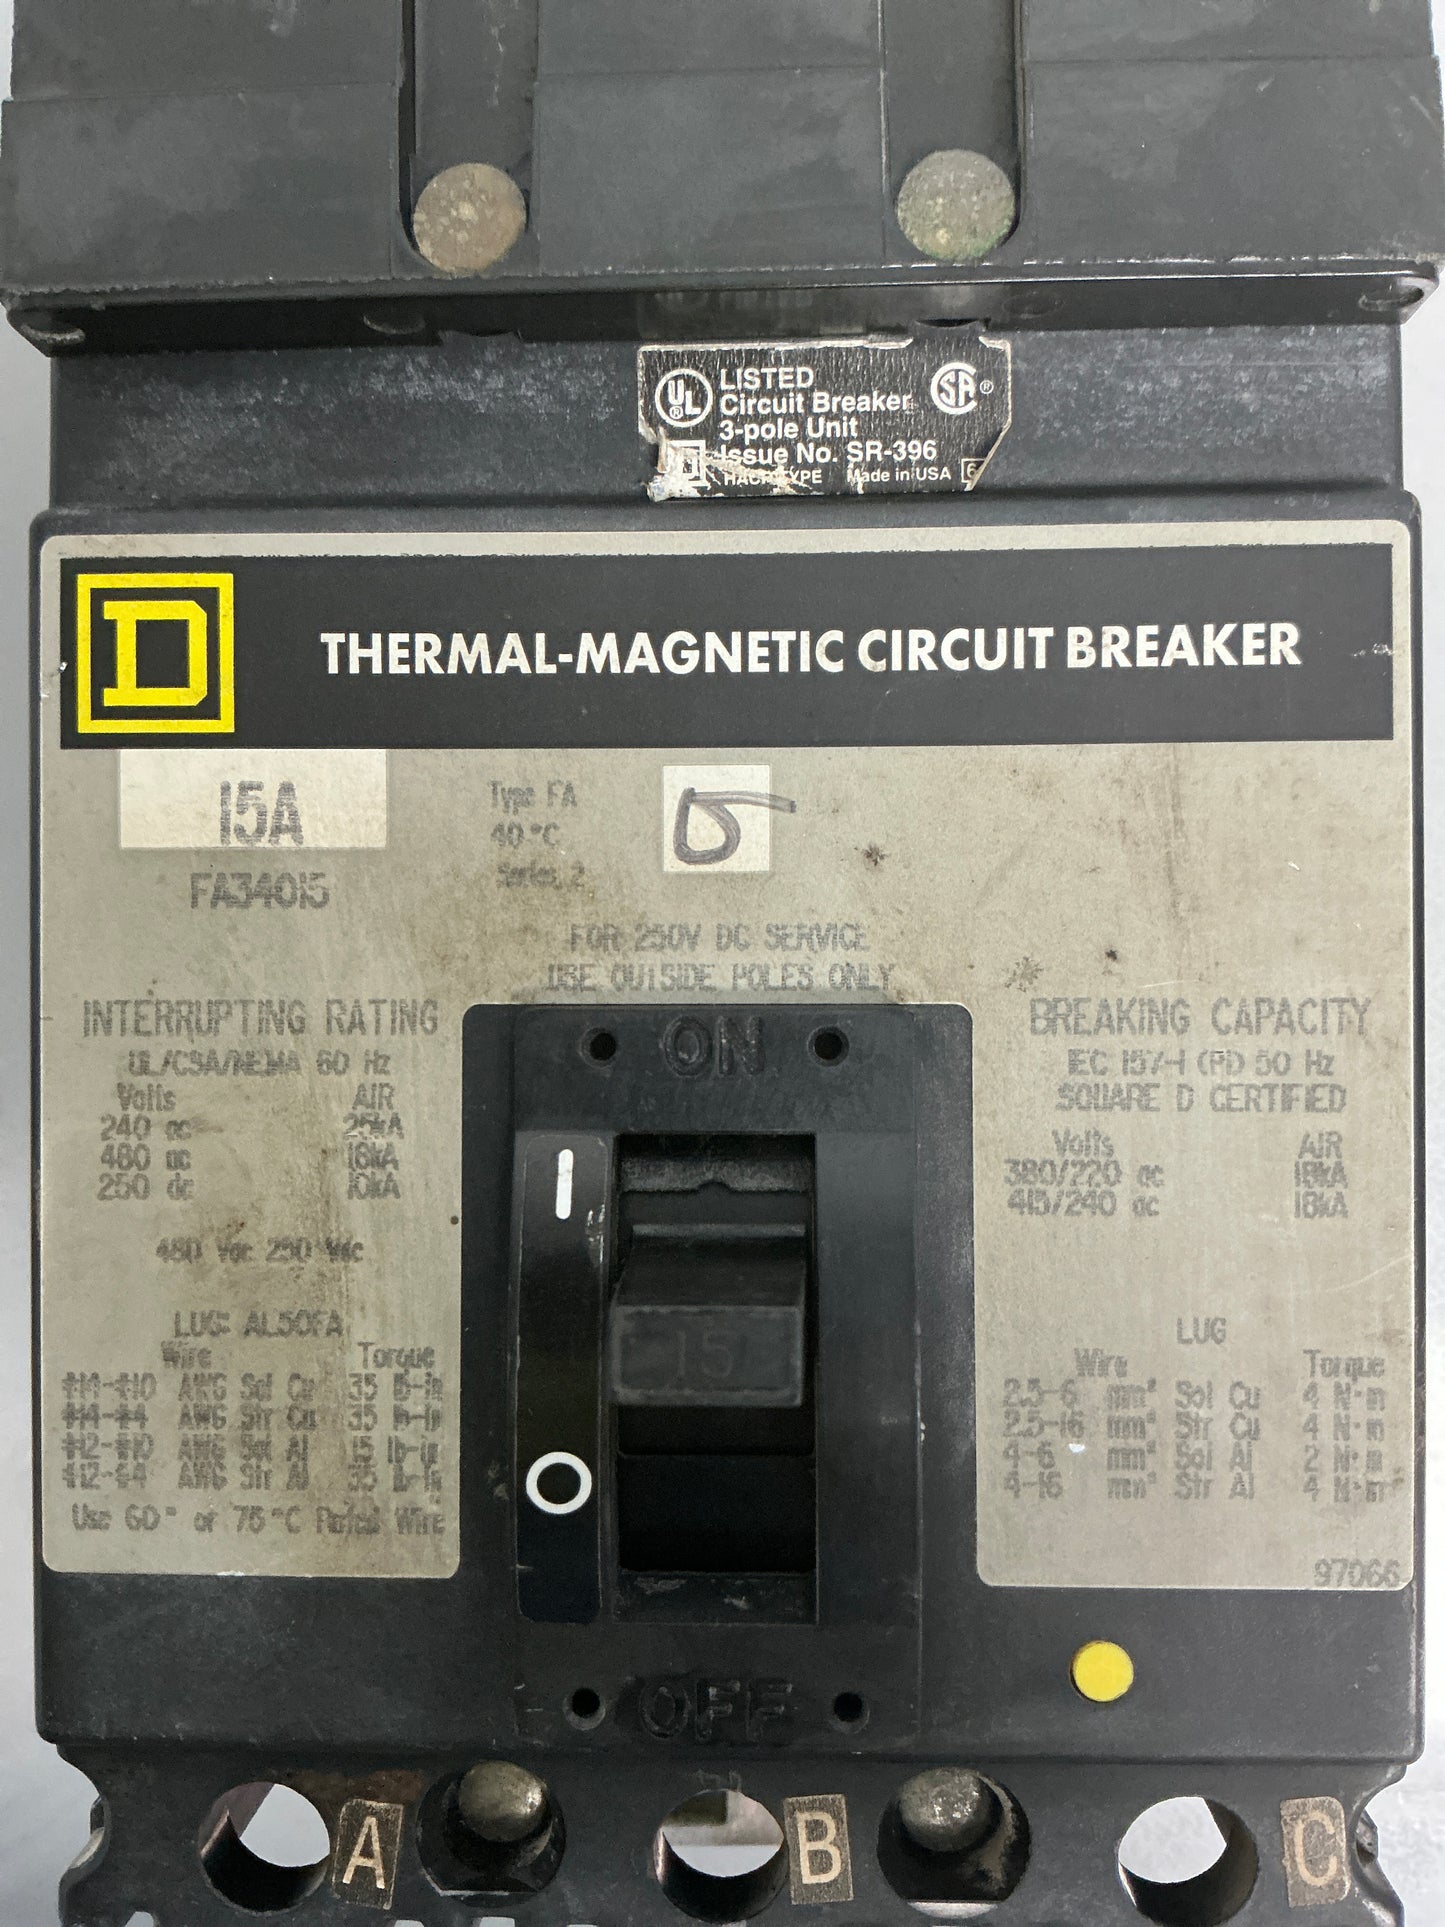 UL LISTED SA
Circuit Breaker
3-pole Unit
Issue No. SR-396
Made in USA
D THERMAL-MAGNETIC CIRCUIT BREAKER
15A
FA34015
Type FA
40°C
Series 2
FOR 250V DC SERVICE
USE OUTSIDE POLES ONLY
INTERRUPTING RATING
UL/CSA/NEMA 60 Hz
Volts AIR
240 ac 25kA
480 ac 18kA
250 dc 10kA
480 Vac 250 Vdc
LUG: AL50FA
Wire Torque
#14-#10 AWG Sol Cu 35 lb-in
#14-#4 AWG Str Cu 35 lb-in
#12-#10 AWG Sol Al lb-in
#12-#4 AWG Str Al 35 lb-in
Use 60° or 75°C Wire
ON
I
15
O
OFF
BREAKING CAPACITY
IEC 157-1 (PD 50 Hz
SQUARE D CERTIFIED
Volts AIR
380/220 ac 18kA
415/240 ac 18kA
LUG
Wire Torque
2.5-6 mm² Sol Cu 4 N·m
2.5-16 mm² Str Cu 4 N·m
4-6 mm² Sol Al 2 N·m
4-16 mm² Str Al 4 N·m
97066
A B C